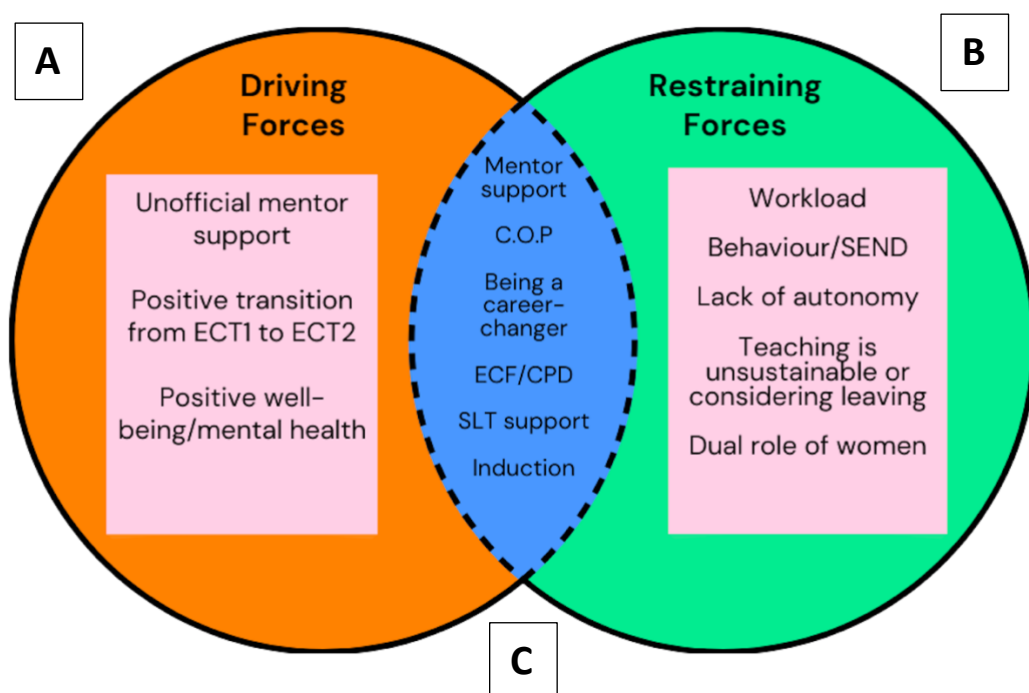 A
B
Driving
Forces
Unofficial mentor
support
Positive transition
from ECT1 to ECT2
Positive well-
being/mental health
Mentor
support
C.O.P
Being a
career-
changer
ECF/CPD
SLT support
Induction
Restraining
Forces
Workload
Behaviour/SEND
Lack of autonomy
Teaching is
unsustainable or
considering leaving
Dual role of women
C